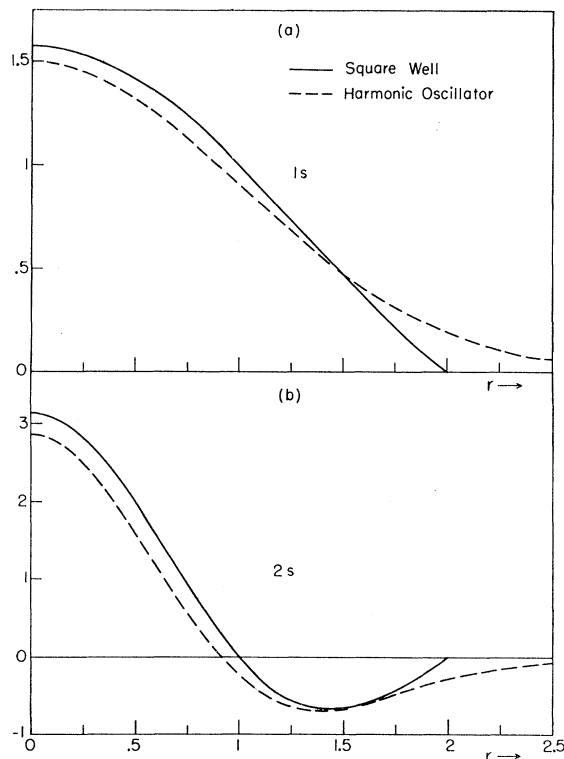 (a)
1.5
Square Well
Harmonic Oscillator
1
1s
.5
0
r →
(b)
3
2
2s
1
0
-1
0 .5 1 1.5 2 2.5
r →